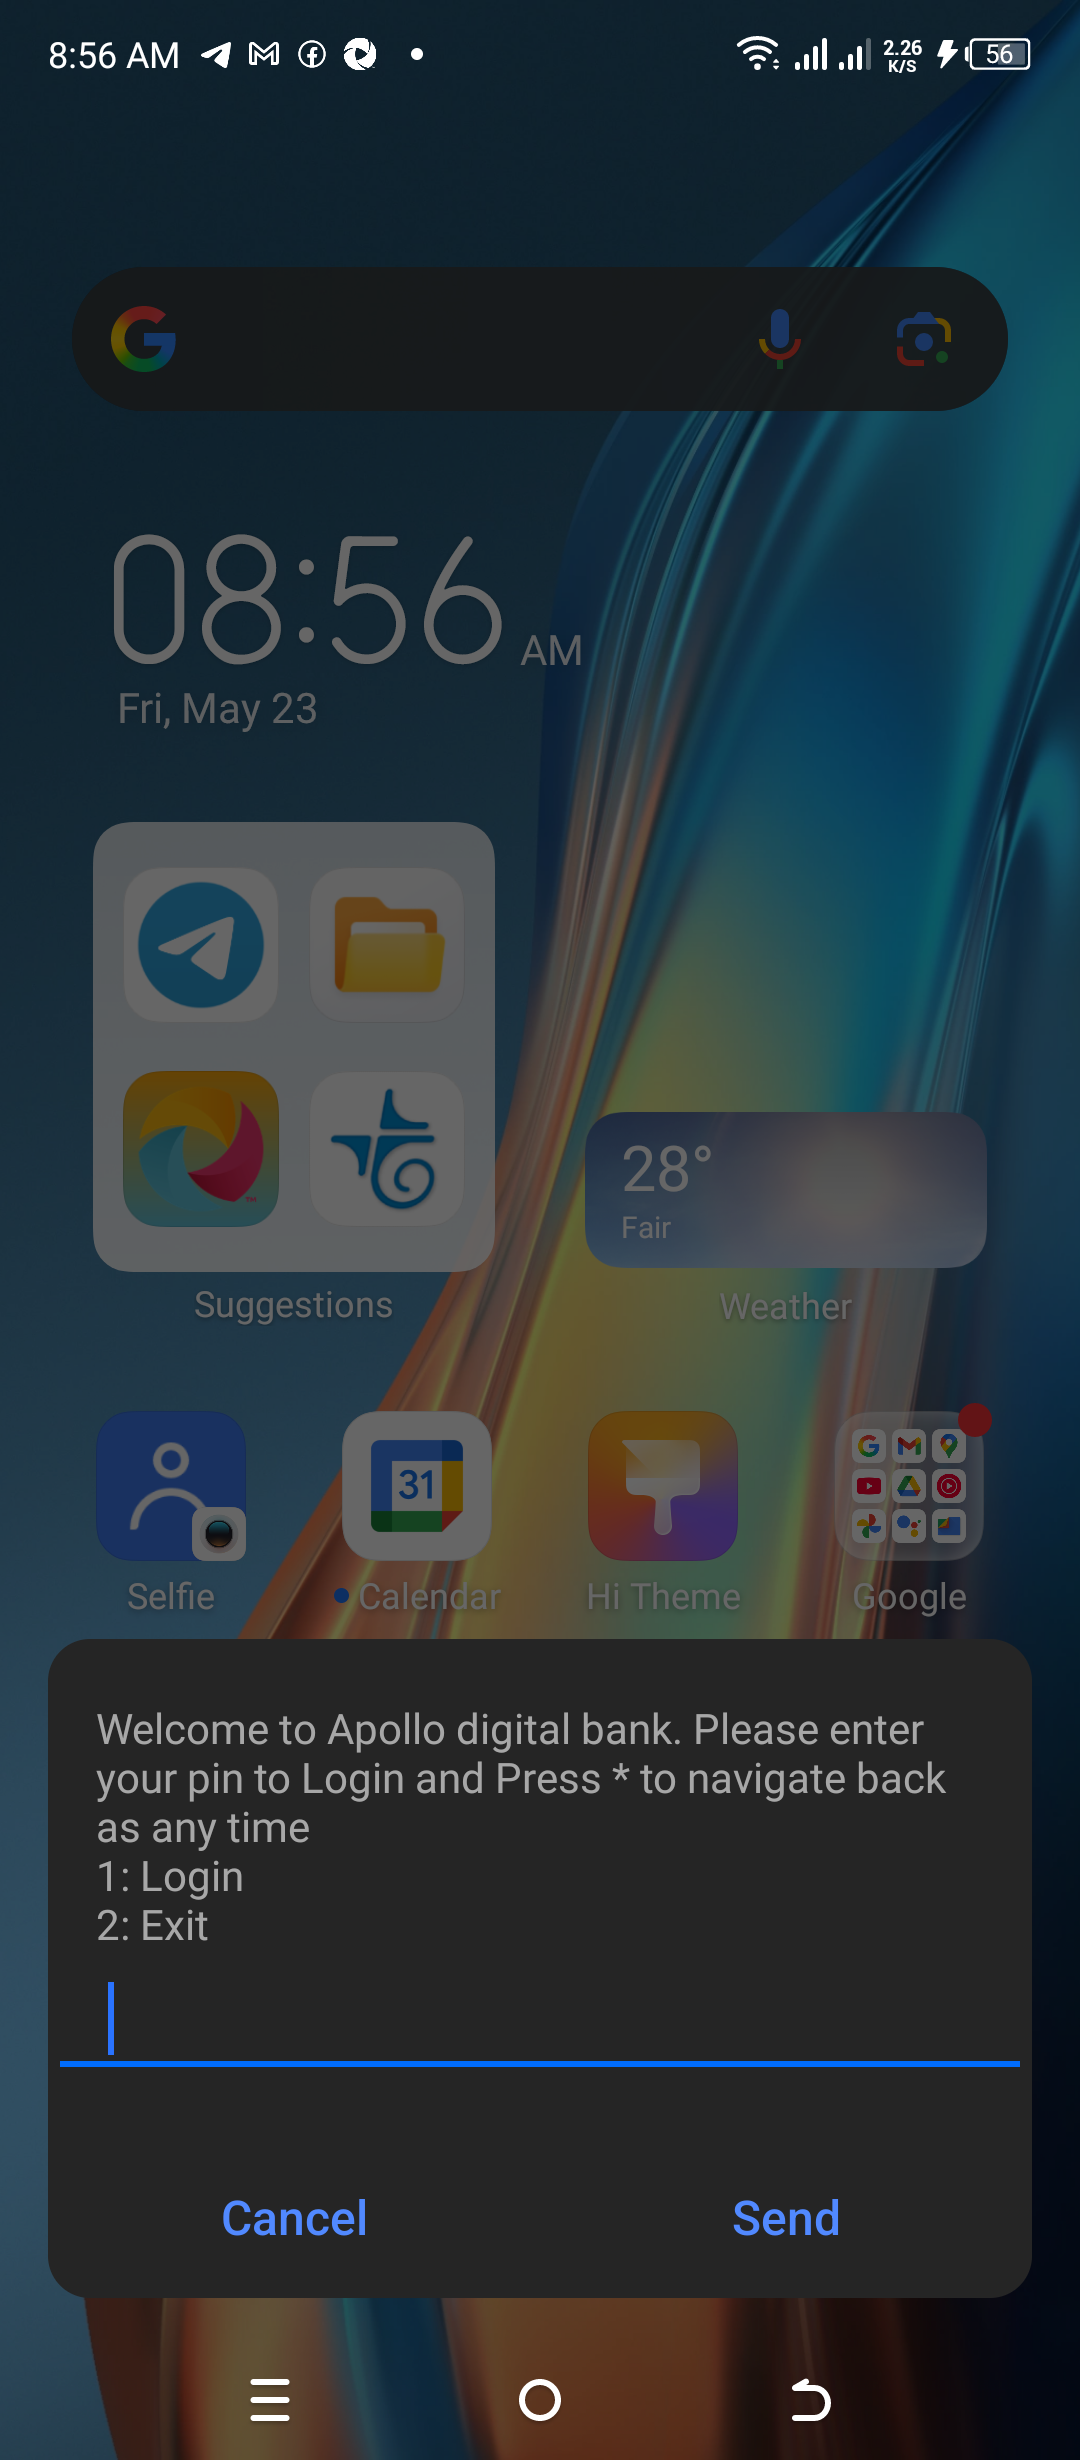 8:56 AM
2.26
K/S
56
08:56 AM
Fri, May 23
28°
Fair
Suggestions
Weather
31
Selfie
Calendar
Hi Theme
Google
Welcome to Apollo digital bank. Please enter
your pin to Login and Press * to navigate back
as any time
1: Login
2: Exit
Cancel
Send